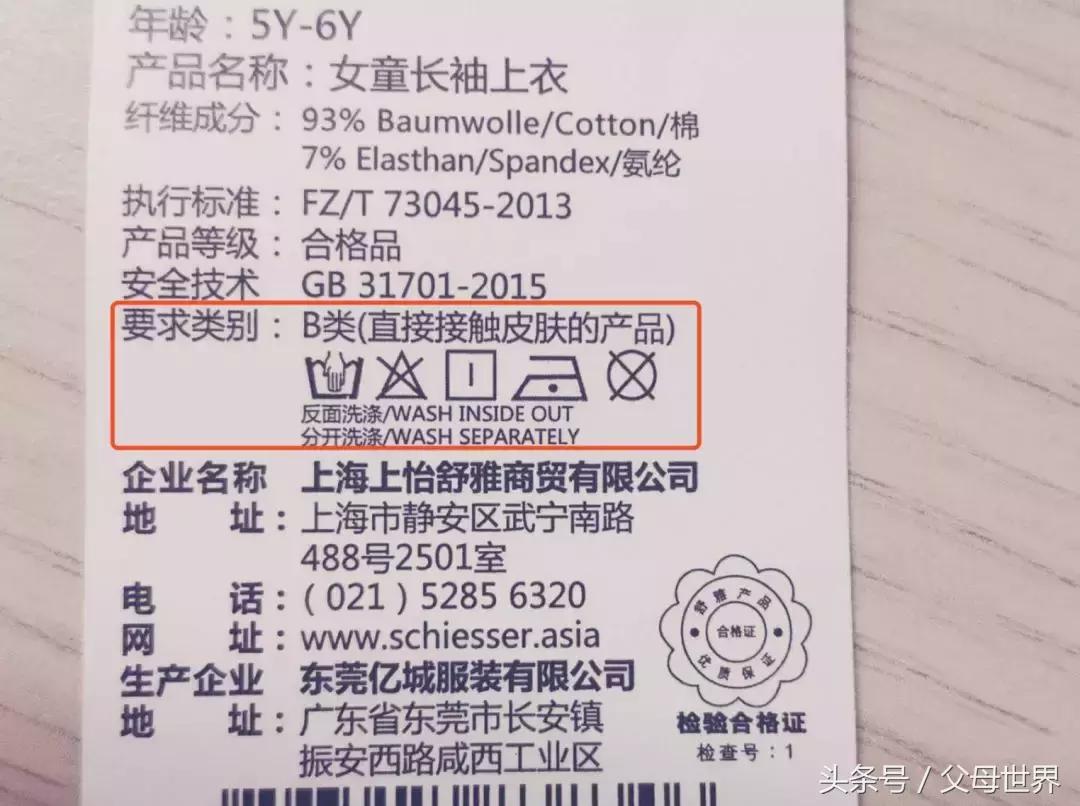 年龄：5Y-6Y
产品名称：女童长袖上衣
纤维成分：93% Baumwolle/Cotton/棉
7% Elasthan/Spandex/氨纶
执行标准：FZ/T 73045-2013
产品等级：合格品
安全技术 GB 31701-2015
要求类别：B类(直接接触皮肤的产品)
反面洗涤/WASH INSIDE OUT
分开洗涤/WASH SEPARATELY
企业名称 上海上怡舒雅商贸有限公司
地 址：上海市静安区武宁南路
488号2501室
电 话：(021) 5285 6320
网 址：www.schiesser.asia
生产企业 东莞亿城服装有限公司
地 址：广东省东莞市长安镇
振安西路咸西工业区
舒雅产品
合格证
优质保证
检验合格证
检查号：1
头条号 / 父母世界